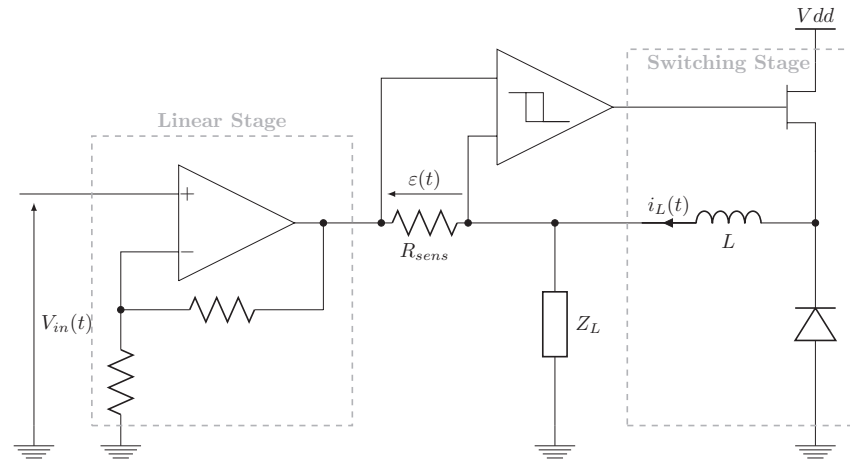 Vdd
Switching Stage
Linear Stage
+
ε(t)
−
R_sens
i_L(t)
L
V_in(t)
Z_L